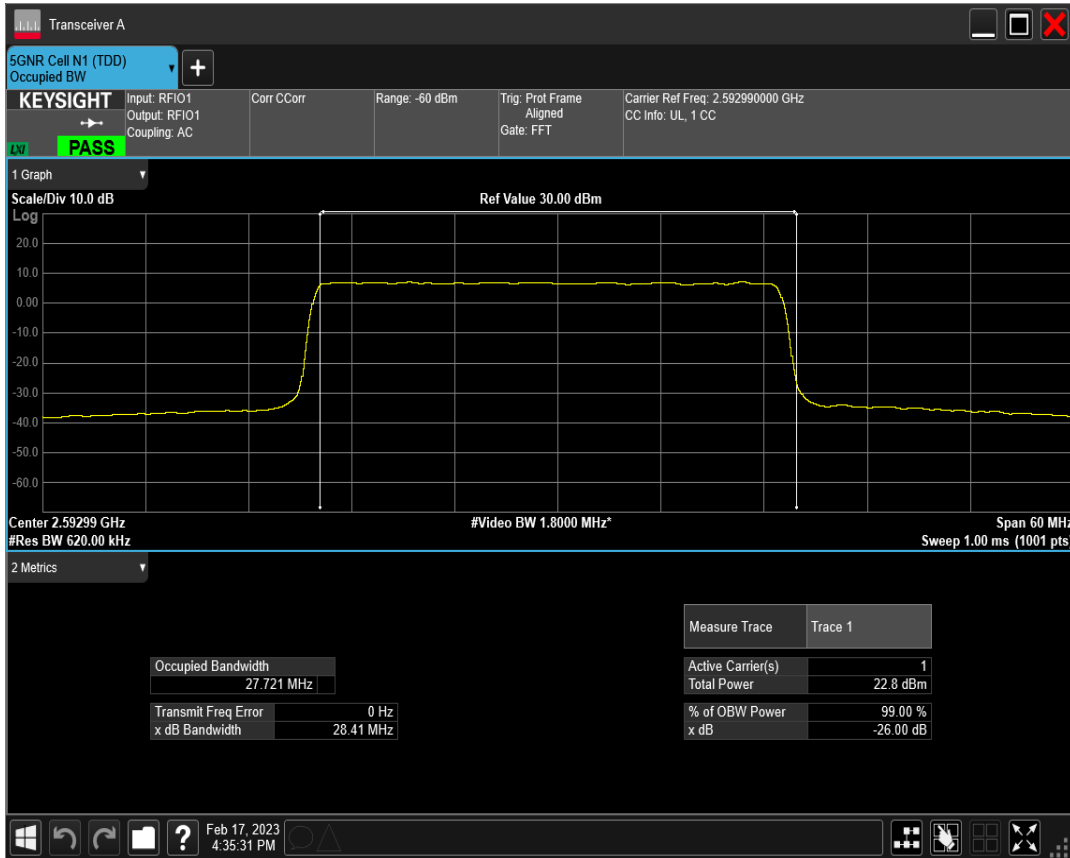 Transceiver A
5GNR Cell N1 (TDD)
Occupied BW
+
KEYSIGHT
LXI
PASS
Input: RFIO1
Output: RFIO1
Coupling: AC
Corr CCorr
Range: -60 dBm
Trig: Prot Frame
Aligned
Gate: FFT
Carrier Ref Freq: 2.592990000 GHz
CC Info: UL, 1 CC
1 Graph
Scale/Div 10.0 dB
Ref Value 30.00 dBm
Log
20.0
10.0
0.00
-10.0
-20.0
-30.0
-40.0
-50.0
-60.0
Center 2.59299 GHz
#Video BW 1.8000 MHz*
Span 60 MHz
#Res BW 620.00 kHz
Sweep 1.00 ms (1001 pts)
2 Metrics
Measure Trace Trace 1
Occupied Bandwidth
27.721 MHz
Active Carrier(s) 1
Total Power 22.8 dBm
Transmit Freq Error 0 Hz
x dB Bandwidth 28.41 MHz
% of OBW Power 99.00 %
x dB -26.00 dB
?
Feb 17, 2023
4:35:31 PM